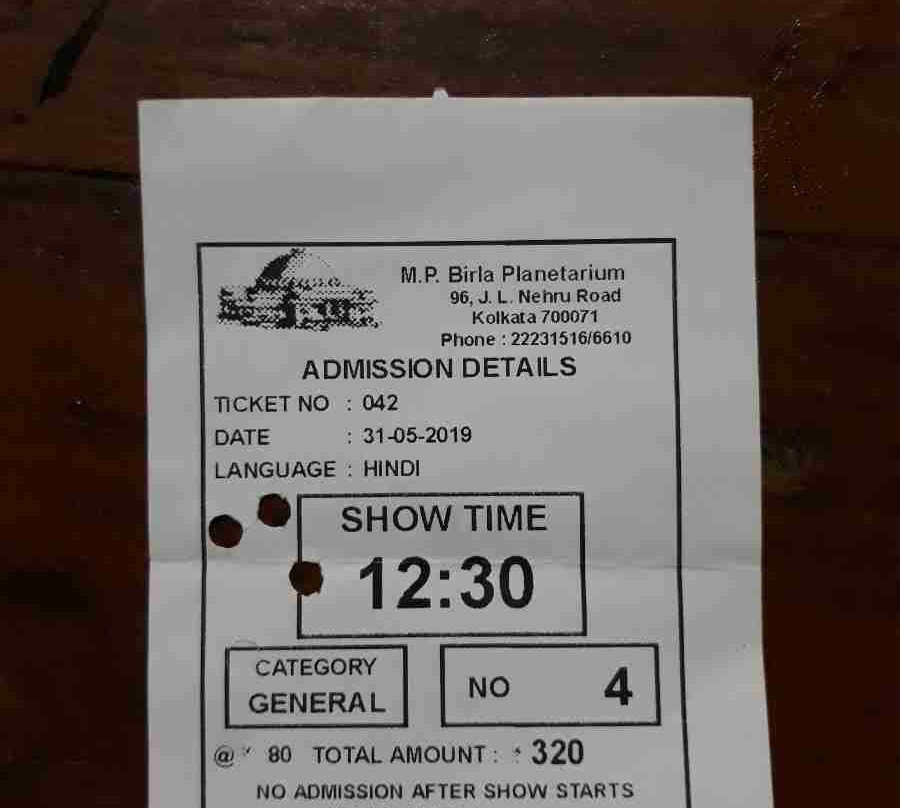 M.P. Birla Planetarium
96, J. L. Nehru Road
Kolkata 700071
Phone : 22231516/6610
ADMISSION DETAILS
TICKET NO : 042
DATE : 31-05-2019
LANGUAGE : HINDI
SHOW TIME
12:30
CATEGORY
GENERAL
NO 4
@ 80 TOTAL AMOUNT : 320
NO ADMISSION AFTER SHOW STARTS